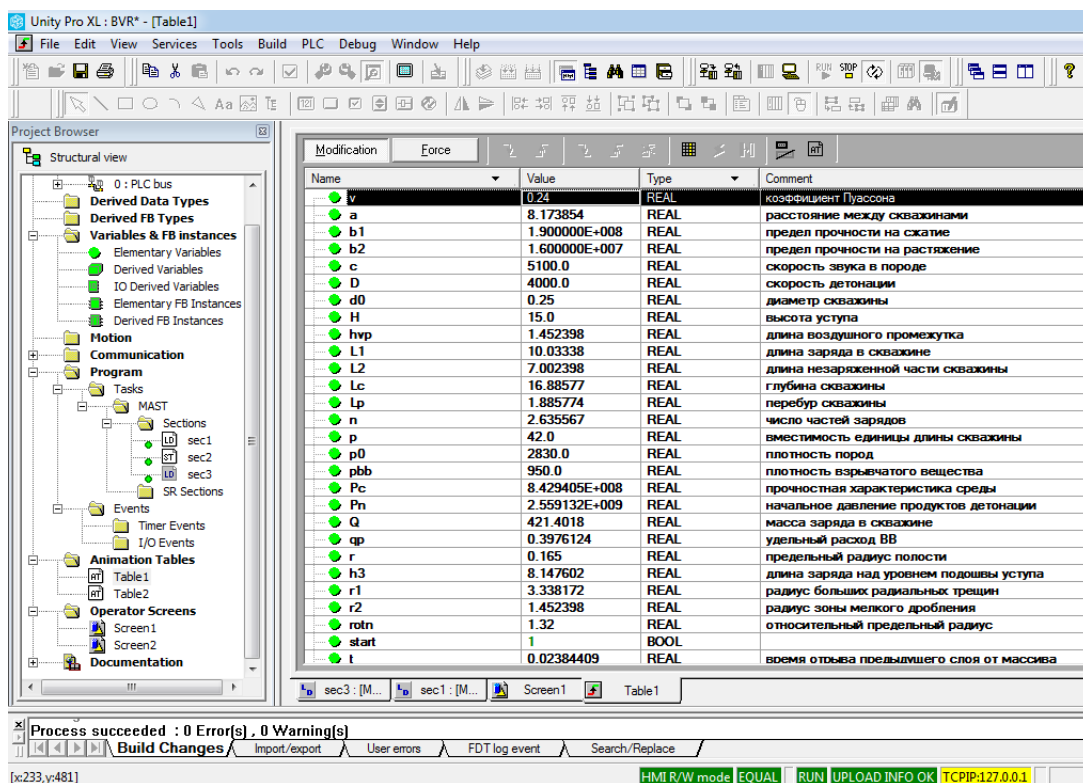 Unity Pro XL : BVR* - [Table1]
File Edit View Services Tools Build PLC Debug Window Help
Project Browser
Structural view
0 : PLC bus
Derived Data Types
Derived FB Types
Variables & FB instances
Elementary Variables
Derived Variables
IO Derived Variables
Elementary FB Instances
Derived FB Instances
Motion
Communication
Program
Tasks
MAST
Sections
LD sec1
ST sec2
LD sec3
SR Sections
Events
Timer Events
I/O Events
Animation Tables
Table1
Table2
Operator Screens
Screen1
Screen2
Documentation
Modification Force
Name Value Type Comment
v 0.24 REAL коэффициент Пуассона
a 8.173854 REAL расстояние между скважинами
b1 1.900000E+008 REAL предел прочности на сжатие
b2 1.600000E+007 REAL предел прочности на растяжение
c 5100.0 REAL скорость звука в породе
D 4000.0 REAL скорость детонации
d0 0.25 REAL диаметр скважины
H 15.0 REAL высота уступа
hvp 1.452398 REAL длина воздушного промежутка
L1 10.03338 REAL длина заряда в скважине
L2 7.002398 REAL длина незаряженной части скважины
Lc 16.88577 REAL глубина скважины
Lp 1.885774 REAL перебур скважины
n 2.635567 REAL число частей зарядов
p 42.0 REAL вместимость единицы длины скважины
p0 2830.0 REAL плотность пород
pbb 950.0 REAL плотность взрывчатого вещества
Pc 8.429405E+008 REAL прочностная характеристика среды
Pn 2.559132E+009 REAL начальное давление продуктов детонации
Q 421.4018 REAL масса заряда в скважине
qp 0.3976124 REAL удельный расход ВВ
r 0.165 REAL предельный радиус полости
h3 8.147602 REAL длина заряда над уровнем подошвы уступа
r1 3.338172 REAL радиус больших радиальных трещин
r2 1.452398 REAL радиус зоны мелкого дробления
rotn 1.32 REAL относительный предельный радиус
start 1 BOOL
t 0.02384409 REAL время отрыва предыдущего слоя от массива
sec3 : [M... sec1 : [M... Screen1 Table1
Process succeeded : 0 Error(s) , 0 Warning(s)
Build Changes Import/export User errors FDT log event Search/Replace
[x:233,y:481] HMI R/W mode EQUAL RUN UPLOAD INFO OK TCPIP:127.0.0.1